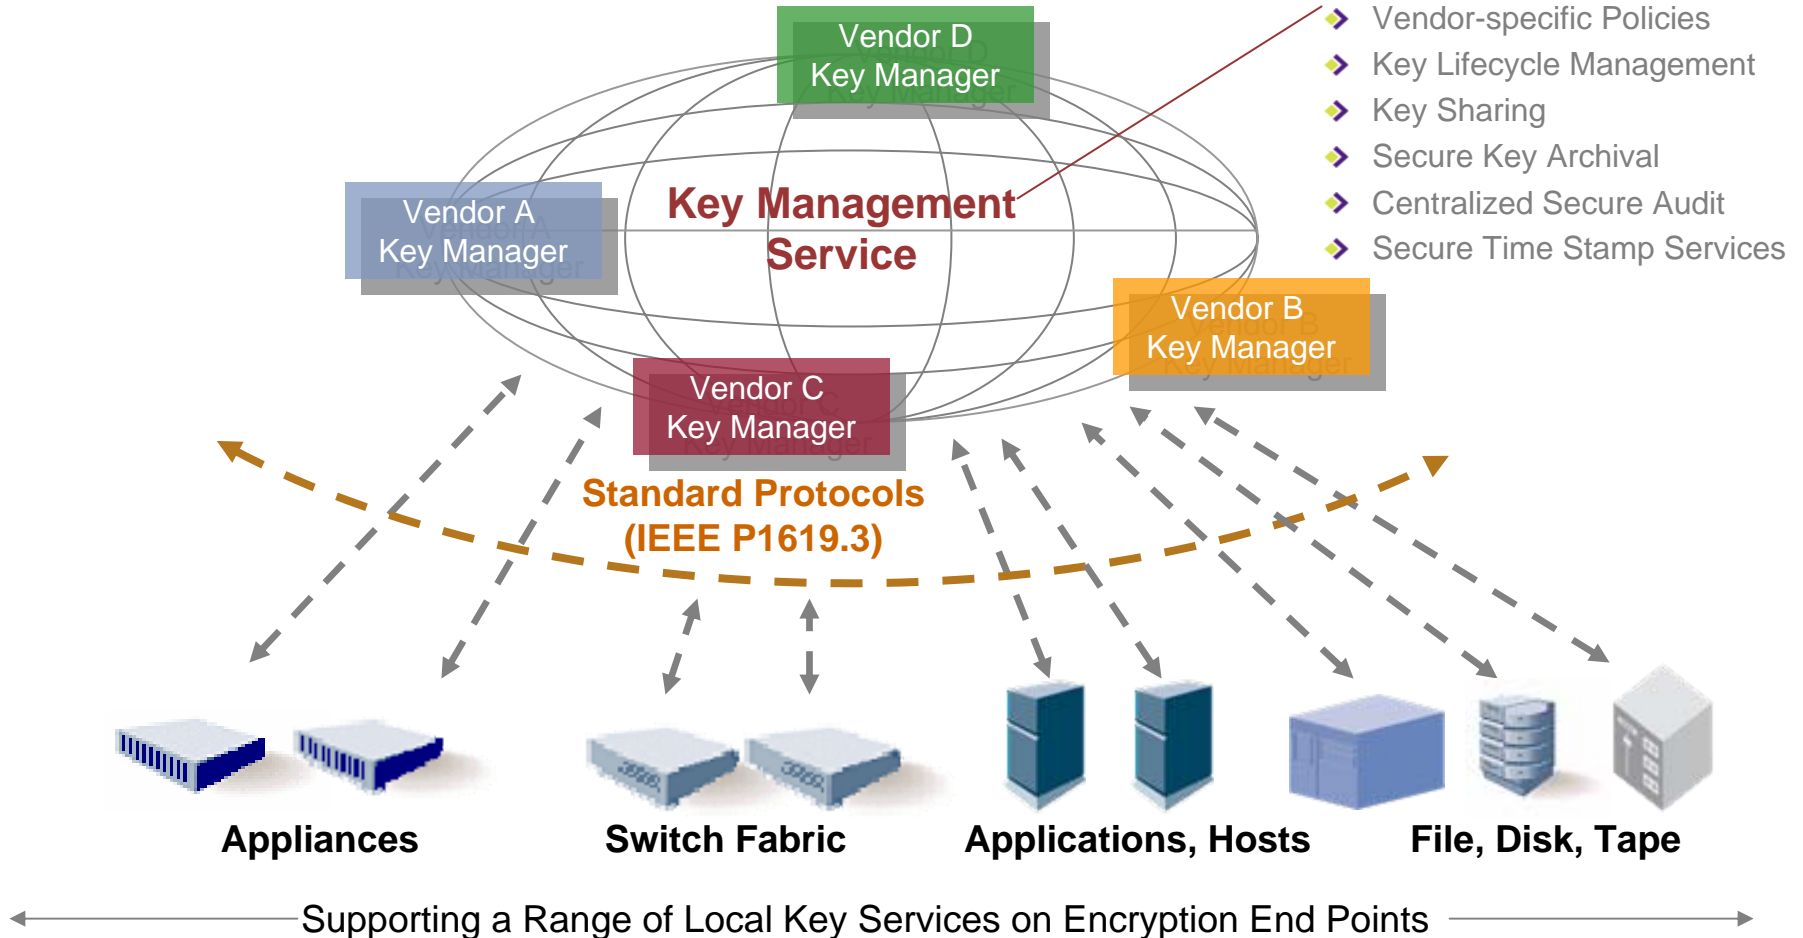 Vendor D
Key Manager
Vendor-specific Policies
Key Lifecycle Management
Key Sharing
Secure Key Archival
Centralized Secure Audit
Secure Time Stamp Services
Vendor A
Key Manager
Key Management
Service
Vendor B
Key Manager
Vendor C
Key Manager
Standard Protocols
(IEEE P1619.3)
Appliances
Switch Fabric
Applications, Hosts
File, Disk, Tape
Supporting a Range of Local Key Services on Encryption End Points